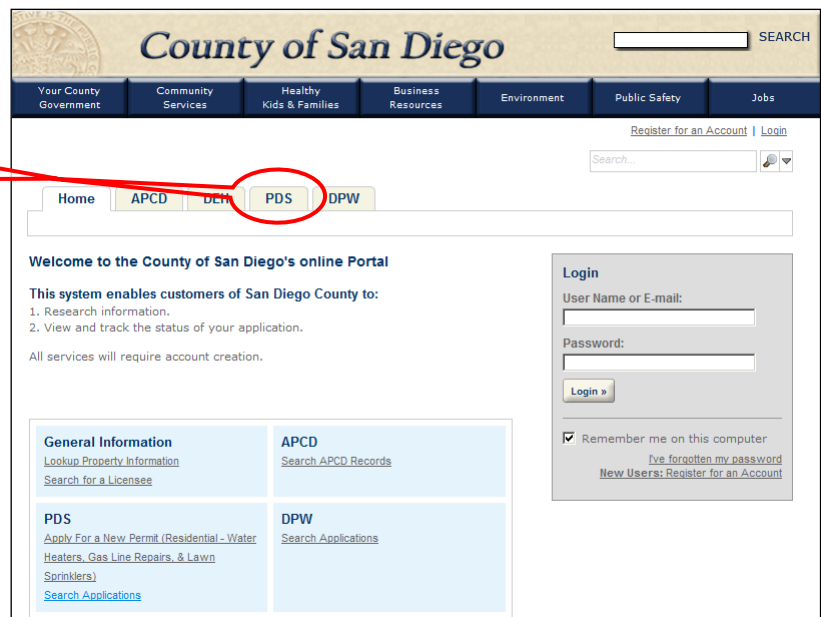 County of San Diego
SEARCH
Your County Government
Community Services
Healthy Kids & Families
Business Resources
Environment
Public Safety
Jobs
Register for an Account | Login
Search...
Home
APCD
DEH
PDS
DPW
Welcome to the County of San Diego's online Portal
This system enables customers of San Diego County to:
1. Research information.
2. View and track the status of your application.
All services will require account creation.
Login
User Name or E-mail:
Password:
Login »
Remember me on this computer
I've forgotten my password
New Users: Register for an Account
General Information
Lookup Property Information
Search for a Licensee
APCD
Search APCD Records
PDS
Apply For a New Permit (Residential - Water
Heaters, Gas Line Repairs, & Lawn
Sprinklers)
Search Applications
DPW
Search Applications